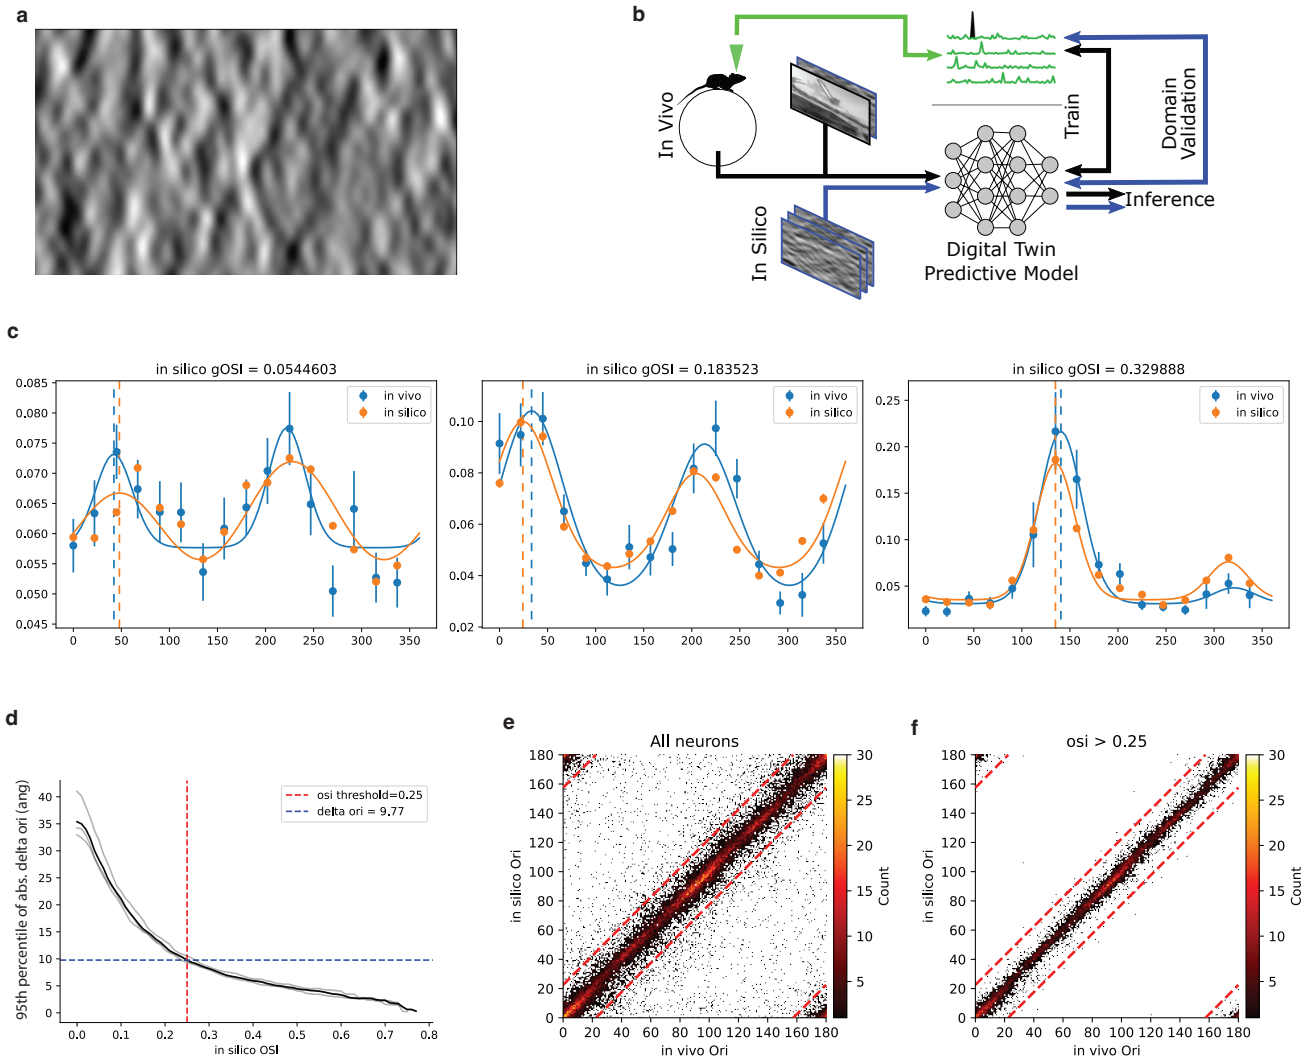 a
b
In Vivo
In Silico
Train
Domain
Validation
Inference
Digital Twin
Predictive Model
c
in silico gOSI = 0.0544603
in vivo
in silico
0.085
0.080
0.075
0.070
0.065
0.060
0.055
0.050
0.045
0 50 100 150 200 250 300 350
in silico gOSI = 0.183523
in vivo
in silico
0.10
0.08
0.06
0.04
0.02
0 50 100 150 200 250 300 350
in silico gOSI = 0.329888
in vivo
in silico
0.25
0.20
0.15
0.10
0.05
0 50 100 150 200 250 300 350
d
95th percentile of abs. delta ori (ang)
40
35
30
25
20
15
10
5
0
osi threshold=0.25
delta ori = 9.77
0.0 0.1 0.2 0.3 0.4 0.5 0.6 0.7 0.8
in silico OSI
e
All neurons
in silico Ori
180
160
140
120
100
80
60
40
20
0
0 20 40 60 80 100 120 140 160 180
in vivo Ori
30
25
20
15
10
5
Count
f
osi > 0.25
in silico Ori
180
160
140
120
100
80
60
40
20
0
0 20 40 60 80 100 120 140 160 180
in vivo Ori
30
25
20
15
10
5
Count